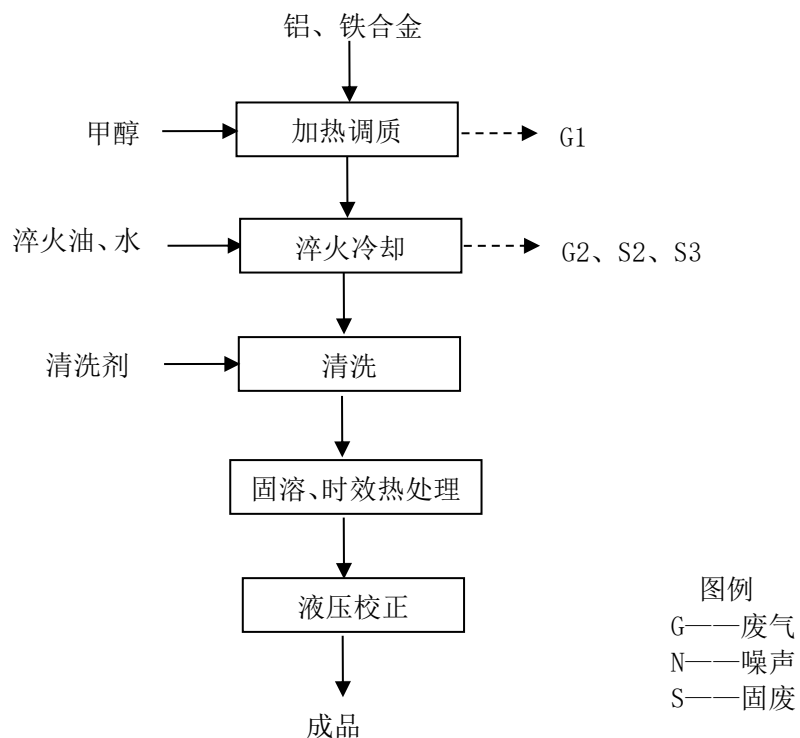 铝、铁合金
甲醇
加热调质
G1
淬火油、水
淬火冷却
G2、S2、S3
清洗剂
清洗
固溶、时效热处理
液压校正
成品
图例
G——废气
N——噪声
S——固废